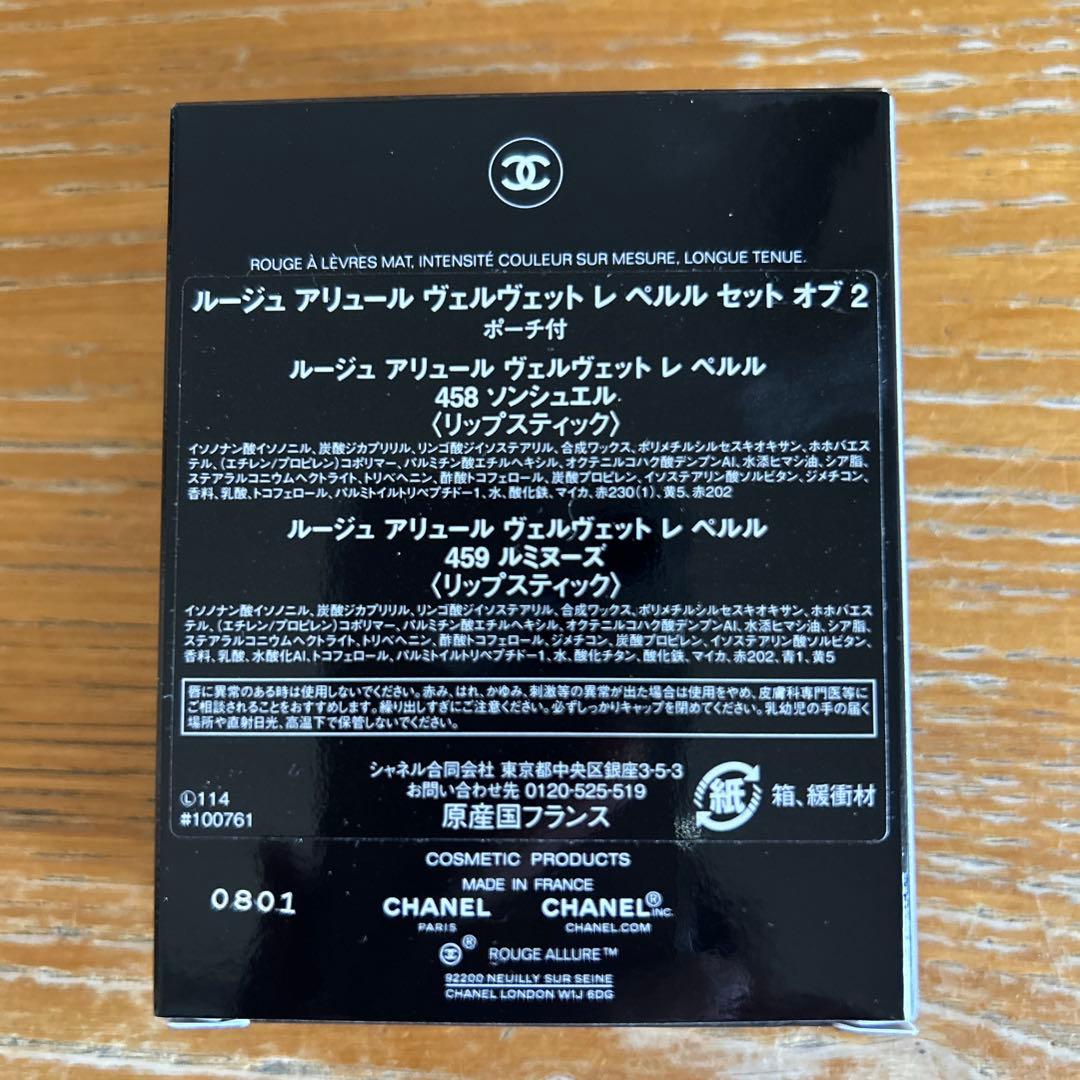 ROUGE À LÈVRES MAT, INTENSITÉ COULEUR SUR MESURE, LONGUE TENUE.
ルージュ アリュール ヴェルヴェット レ ペルル セット オブ 2
ポーチ付
ルージュ アリュール ヴェルヴェット レ ペルル
458 ソンシュエル
〈リップスティック〉
イソノナン酸イソノニル、炭酸ジカプリリル、リンゴ酸ジイソステアリル、合成ワックス、ポリメチルシルセスキオキサン、ホホバエス
テル、(エチレン/プロピレン)コポリマー、パルミチン酸エチルヘキシル、オクテニルコハク酸デンプンAl、水添ヒマシ油、シア脂、
ステアラルコニウムヘクトライト、トリベヘニン、酢酸トコフェロール、炭酸プロピレン、イソステアリン酸ソルビタン、ジメチコン、
香料、乳酸、トコフェロール、パルミトイルトリペプチド-1、水、酸化鉄、マイカ、赤230(1)、黄5、赤202
ルージュ アリュール ヴェルヴェット レ ペルル
459 ルミヌーズ
〈リップスティック〉
イソノナン酸イソノニル、炭酸ジカプリリル、リンゴ酸ジイソステアリル、合成ワックス、ポリメチルシルセスキオキサン、ホホバエス
テル、(エチレン/プロピレン)コポリマー、パルミチン酸エチルヘキシル、オクテニルコハク酸デンプンAl、水添ヒマシ油、シア脂、
ステアラルコニウムヘクトライト、トリベヘニン、酢酸トコフェロール、ジメチコン、炭酸プロピレン、イソステアリン酸ソルビタン、
香料、乳酸、水酸化Al、トコフェロール、パルミトイルトリペプチド-1、水、酸化チタン、酸化鉄、マイカ、赤202、青1、黄5
唇に異常のある時は使用しないでください。赤み、はれ、かゆみ、刺激等の異常が出た場合は使用をやめ、皮膚科専門医等に
ご相談されることをおすすめします。繰り出しすぎにご注意ください。必ずしっかりキャップを閉めてください。乳幼児の手の届く
場所や直射日光、高温下で保管しないでください。
シャネル合同会社 東京都中央区銀座3-5-3
お問い合わせ先 0120-525-519
原産国フランス
Ⓛ114
#100761
紙 箱、緩衝材
COSMETIC PRODUCTS
MADE IN FRANCE
0801
CHANEL CHANEL® INC.
PARIS CHANEL.COM
® ROUGE ALLURE™
92200 NEUILLY SUR SEINE
CHANEL LONDON W1J 6DG